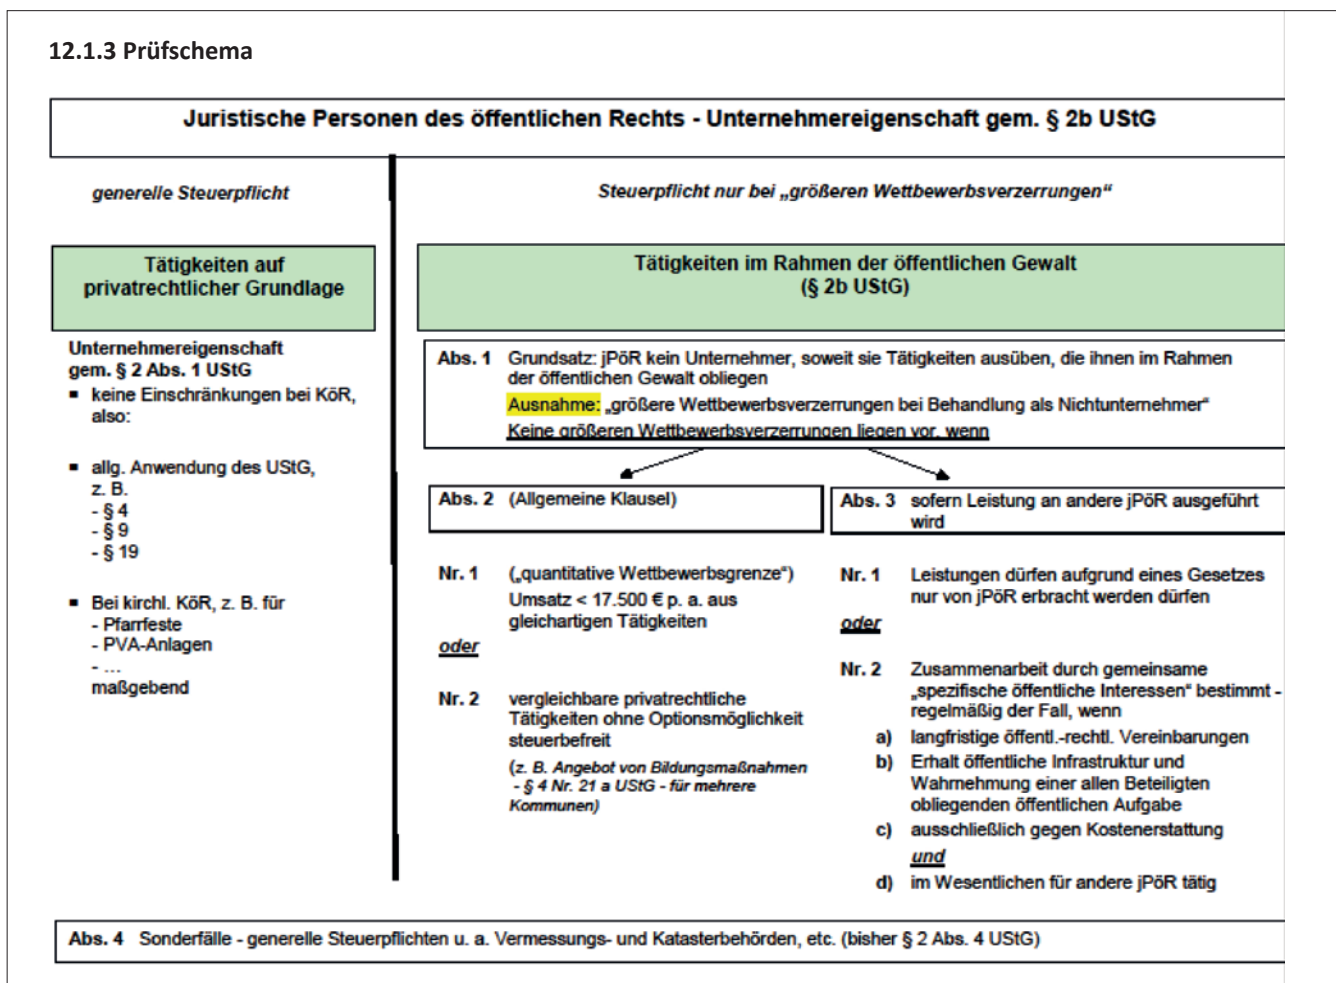 12.1.3 Prüfschema
Juristische Personen des öffentlichen Rechts - Unternehmereigenschaft gem. § 2b UStG
generelle Steuerpflicht
Steuerpflicht nur bei „größeren Wettbewerbsverzerrungen“
Tätigkeiten auf
privatrechtlicher Grundlage
Tätigkeiten im Rahmen der öffentlichen Gewalt
(§ 2b UStG)
Unternehmereigenschaft
gem. § 2 Abs. 1 UStG
▪ keine Einschränkungen bei KöR,
also:
▪ allg. Anwendung des UStG,
z. B.
- § 4
- § 9
- § 19
▪ Bei kirchl. KöR, z. B. für
- Pfarrfeste
- PVA-Anlagen
- ...
maßgebend
Abs. 1 Grundsatz: jPöR kein Unternehmer, soweit sie Tätigkeiten ausüben, die ihnen im Rahmen
der öffentlichen Gewalt obliegen
Ausnahme: „größere Wettbewerbsverzerrungen bei Behandlung als Nichtunternehmer“
Keine größeren Wettbewerbsverzerrungen liegen vor, wenn
Abs. 2 (Allgemeine Klausel)
Nr. 1 („quantitative Wettbewerbsgrenze“)
Umsatz < 17.500 € p. a. aus
gleichartigen Tätigkeiten
oder
Nr. 2 vergleichbare privatrechtliche
Tätigkeiten ohne Optionsmöglichkeit
steuerbefreit
(z. B. Angebot von Bildungsmaßnahmen
- § 4 Nr. 21 a UStG - für mehrere
Kommunen)
Abs. 3 sofern Leistung an andere jPöR ausgeführt
wird
Nr. 1 Leistungen dürfen aufgrund eines Gesetzes
nur von jPöR erbracht werden dürfen
oder
Nr. 2 Zusammenarbeit durch gemeinsame
„spezifische öffentliche Interessen“ bestimmt -
regelmäßig der Fall, wenn
a) langfristige öffentl.-rechtl. Vereinbarungen
b) Erhalt öffentliche Infrastruktur und
Wahrnehmung einer allen Beteiligten
obliegenden öffentlichen Aufgabe
c) ausschließlich gegen Kostenerstattung
und
d) im Wesentlichen für andere jPöR tätig
Abs. 4 Sonderfälle - generelle Steuerpflichten u. a. Vermessungs- und Katasterbehörden, etc. (bisher § 2 Abs. 4 UStG)